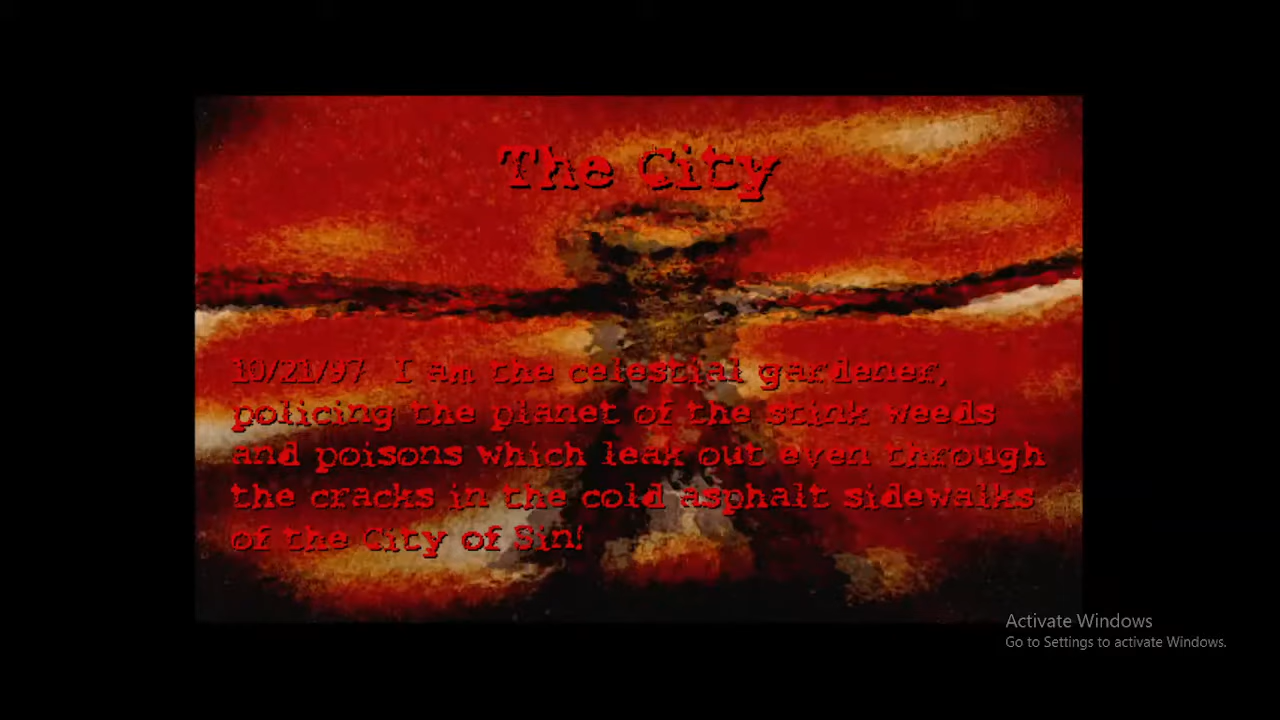 The City
10/21/97 I am the celestial gardener,
policing the planet of the stink weeds
and poisons which leak out even through
the cracks in the cold asphalt sidewalks
of the City of Sin!
Activate Windows
Go to Settings to activate Windows.